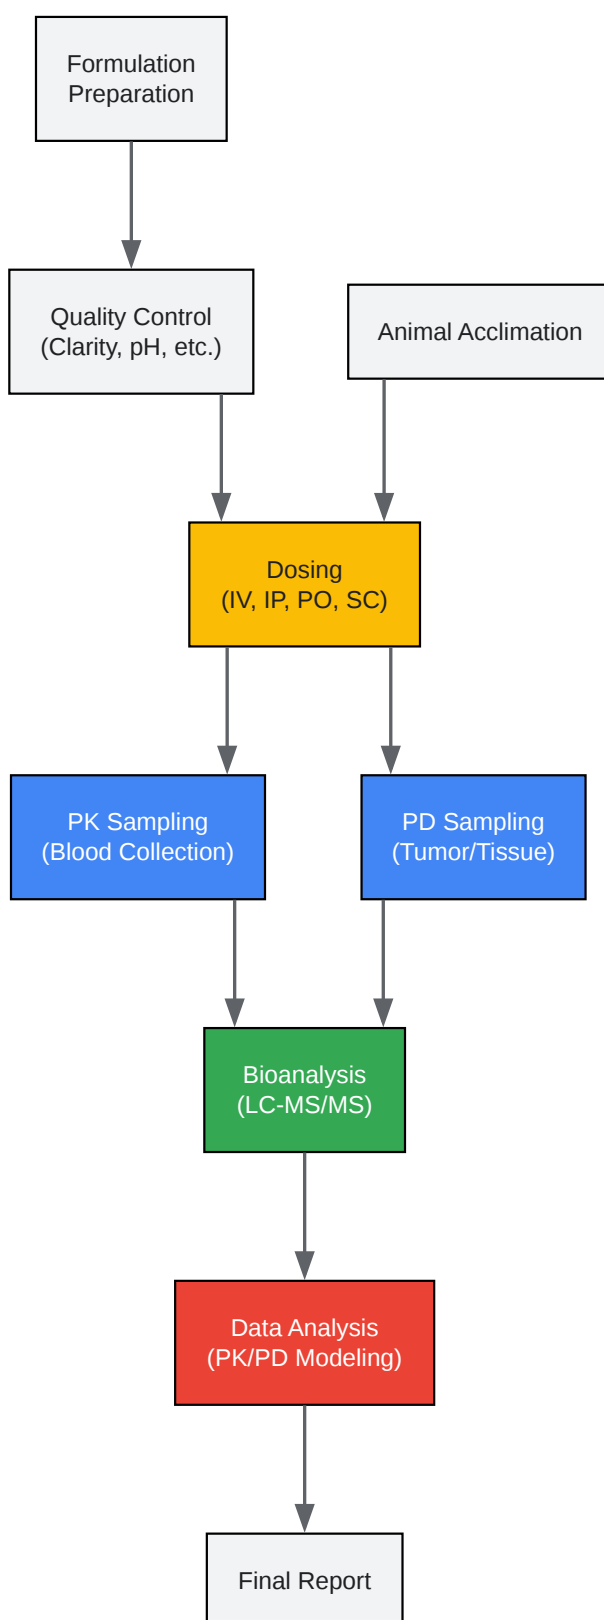 Formulation
Preparation
Quality Control
(Clarity, pH, etc.)
Animal Acclimation
Dosing
(IV, IP, PO, SC)
PK Sampling
(Blood Collection)
PD Sampling
(Tumor/Tissue)
Bioanalysis
(LC-MS/MS)
Data Analysis
(PK/PD Modeling)
Final Report